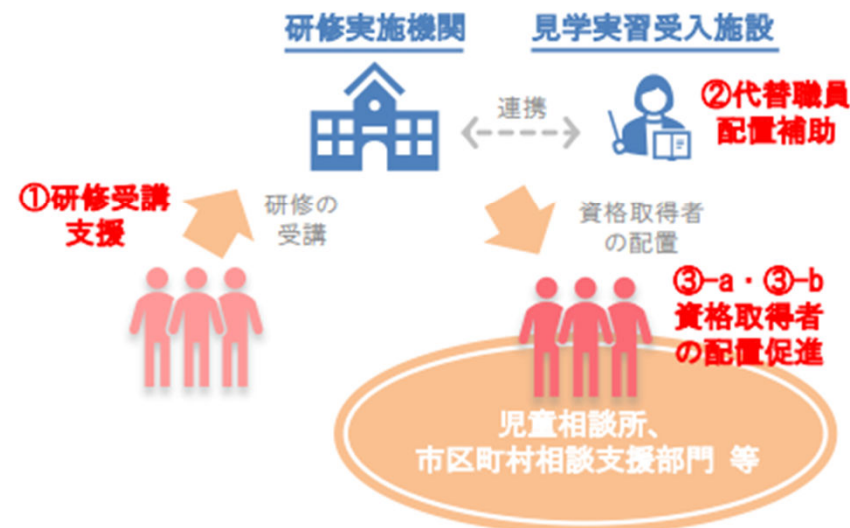 研修実施機関
見学実習受入施設
連携
②代替職員
配置補助
①研修受講
支援
研修の
受講
資格取得者
の配置
③-a・③-b
資格取得者
の配置促進
児童相談所、
市区町村相談支援部門 等